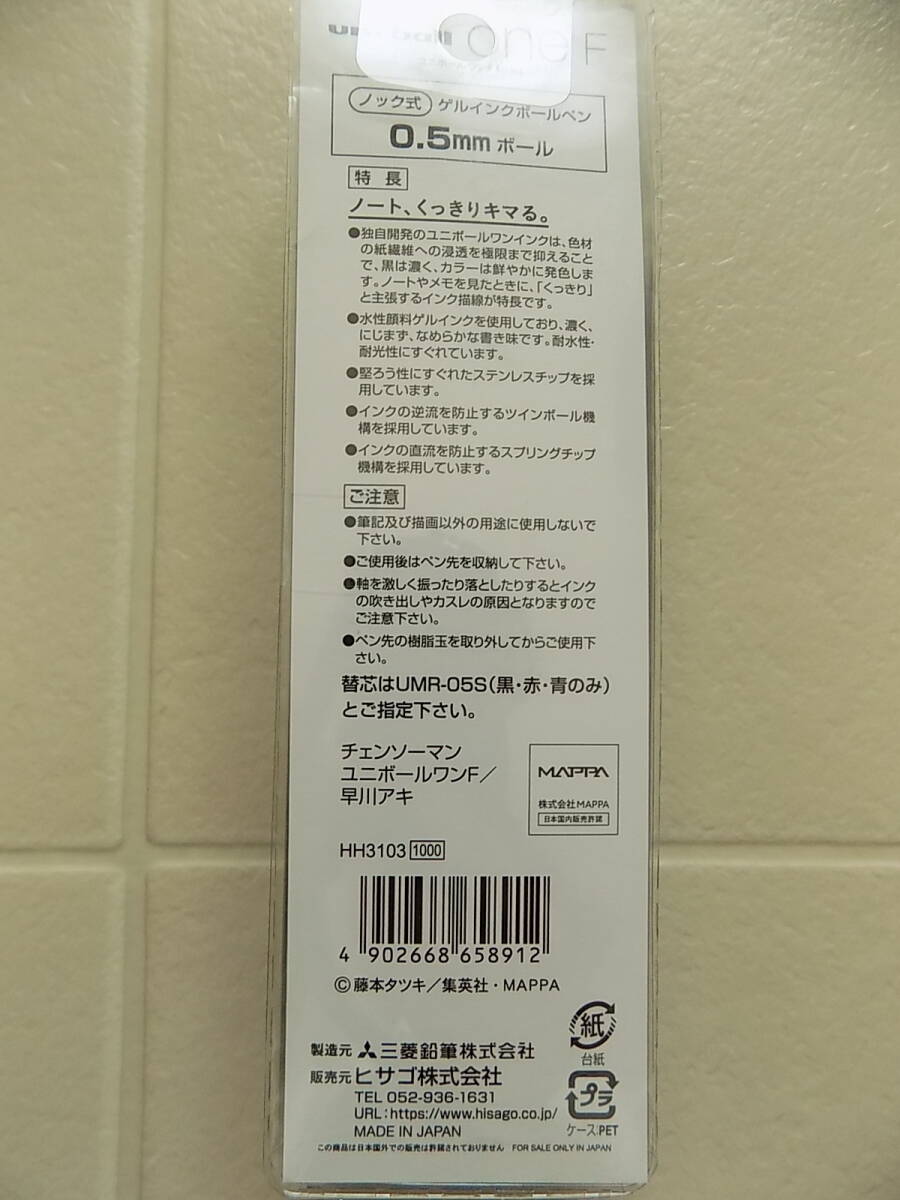 one F
ノック式 ゲルインクボールペン
0.5mm ボール
特長
ノート、くっきりキマる。
●独自開発のユニボールワンインクは、色材
の紙繊維への浸透を極限まで抑えること
で、黒は濃く、カラーは鮮やかに発色しま
す。ノートやメモを見たときに、「くっきり」
と主張するインク描線が特長です。
●水性顔料ゲルインクを使用しており、濃く、
にじまず、なめらかな書き味です。耐水性・
耐光性にすぐれています。
●堅ろう性にすぐれたステンレスチップを採
用しています。
●インクの逆流を防止するツインボール機
構を採用しています。
●インクの直流を防止するスプリングチップ
機構を採用しています。
ご注意
●筆記及び描画以外の用途に使用しないで
下さい。
●ご使用後はペン先を収納して下さい。
●軸を激しく振ったり落としたりするとインク
の吹き出しやカスレの原因となりますので
ご注意下さい。
●ペン先の樹脂玉を取り外してからご使用下
さい。
替芯はUMR-05S(黒・赤・青のみ)
とご指定下さい。
チェンソーマン
ユニボールワンF/
早川アキ
MAPPA
株式会社MAPPA
日本国内販売許諾
HH3103 1000
4 902668 658912
©藤本タツキ/集英社・MAPPA
紙
台紙
製造元 三菱鉛筆株式会社
販売元 ヒサゴ株式会社
TEL 052-936-1631
URL:https://www.hisago.co.jp/
MADE IN JAPAN
プラ
ケース:PET
この商品は日本国外での販売は許諾されておりません FOR SALE ONLY IN JAPAN